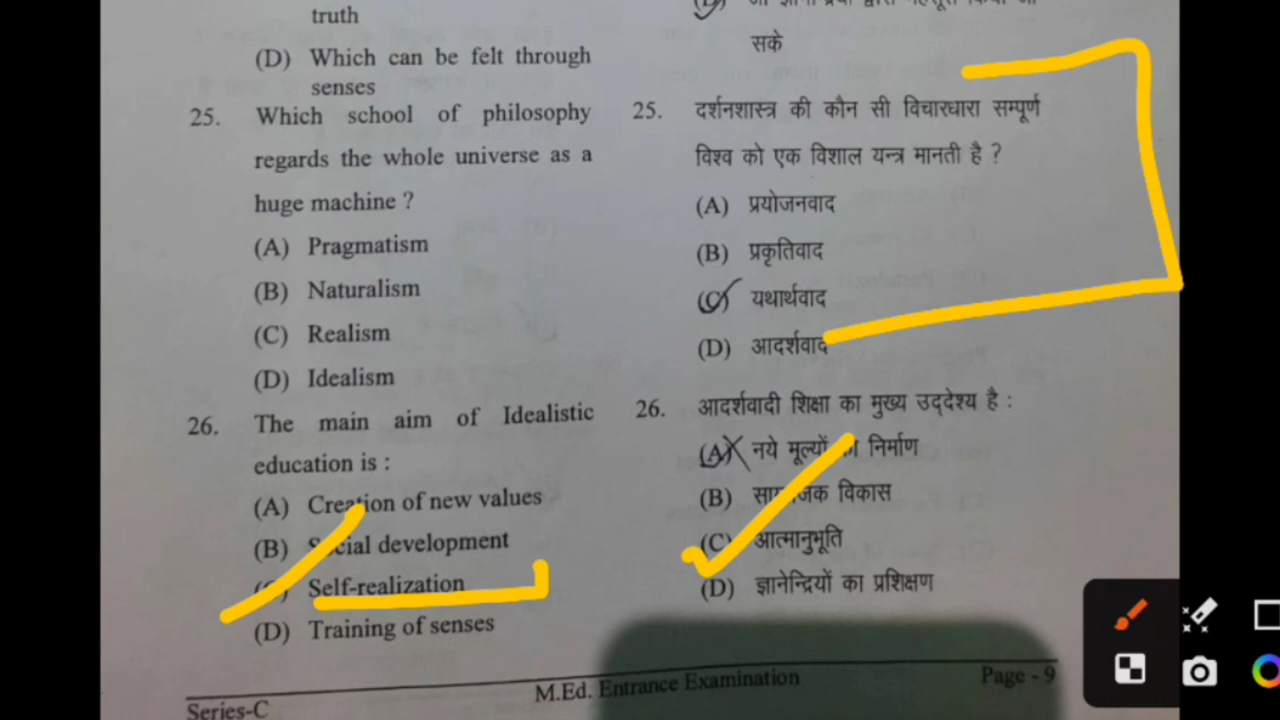 truth
(D) Which can be felt through
senses
25. Which school of philosophy
regards the whole universe as a
huge machine ?
(A) Pragmatism
(B) Naturalism
(C) Realism
(D) Idealism
26. The main aim of Idealistic
education is :
(A) Creation of new values
(B) Social development
Self-realization
(D) Training of senses
सके
25. दर्शनशास्त्र की कौन सी विचारधारा सम्पूर्ण
विश्व को एक विशाल यन्त्र मानती है ?
(A) प्रयोजनवाद
(B) प्रकृतिवाद
(C) यथार्थवाद
(D) आदर्शवाद
26. आदर्शवादी शिक्षा का मुख्य उद्देश्य है :
(A) नये मूल्यों का निर्माण
(B) सामाजिक विकास
(C) आत्मानुभूति
(D) ज्ञानेन्द्रियों का प्रशिक्षण
Series-C
M.Ed. Entrance Examination
Page - 9